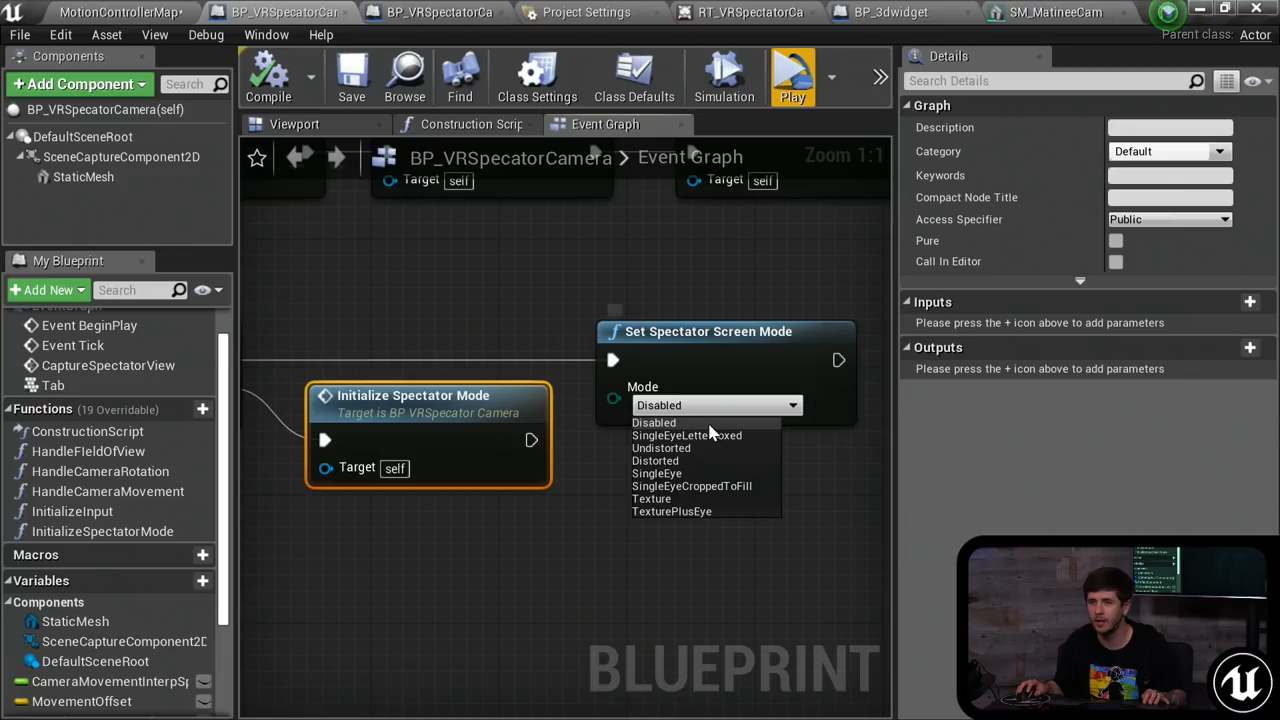 MotionControllerMap*
BP_VRSpecatorCar
BP_VRSpectatorCa
Project Settings
RT_VRSpectatorCa
BP_3dwidget
SM_MatineeCam
File
Edit
Asset
View
Debug
Window
Help
Parent class:
Actor
Components
+ Add Component
Search
BP_VRSpecatorCamera(self)
DefaultSceneRoot
SceneCaptureComponent2D
StaticMesh
My Blueprint
+ Add New
Search
Event BeginPlay
Event Tick
CaptureSpectatorView
Tab
Functions (19 Overridable)
ConstructionScript
HandleFIeldOfView
HandleCameraRotation
HandleCameraMovement
InitializeInput
InitializeSpectatorMode
Macros
Variables
Components
StaticMesh
SceneCaptureComponent2D
DefaultSceneRoot
CameraMovementInterpSp
MovementOffset
Compile
Save
Browse
Find
Class Settings
Class Defaults
Simulation
Play
Viewport
Construction Scrip
Event Graph
BP_VRSpecatorCamera > Event Graph
Zoom 1:1
Target self
Target self
Initialize Spectator Mode
Target is BP VRSpecator Camera
Target self
Set Spectator Screen Mode
Mode
Disabled
Disabled
SingleEyeLetterboxed
Undistorted
Distorted
SingleEye
SingleEyeCroppedToFill
Texture
TexturePlusEye
BLUEPRINT
Details
Search Details
Graph
Description
Category
Default
Keywords
Compact Node Title
Access Specifier
Public
Pure
Call In Editor
Inputs
Please press the + icon above to add parameters
Outputs
Please press the + icon above to add parameters